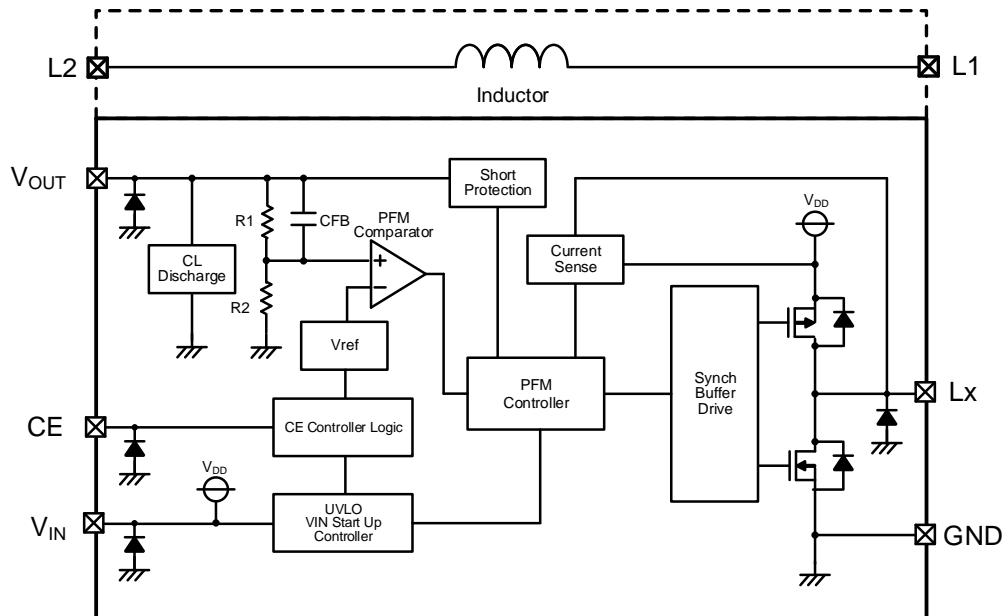 L2
L1
Inductor
VOUT
Short
Protection
R1
CFB
PFM
Comparator
VDD
CL
Discharge
+
Current
Sense
R2
−
Vref
PFM
Controller
Synch
Buffer
Drive
Lx
CE
CE Controller Logic
VDD
VIN
UVLO
VIN Start Up
Controller
GND